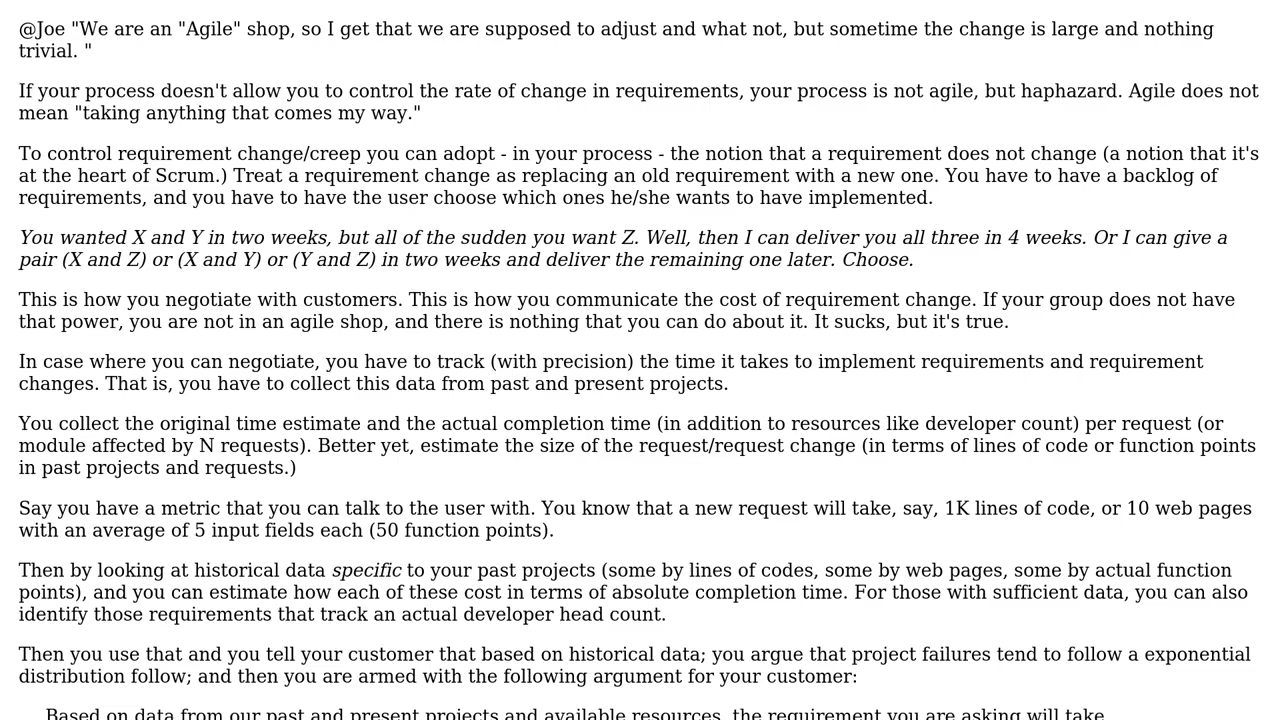 @Joe "We are an "Agile" shop, so I get that we are supposed to adjust and what not, but sometime the change is large and nothing
trivial. "
If your process doesn't allow you to control the rate of change in requirements, your process is not agile, but haphazard. Agile does not
mean "taking anything that comes my way."
To control requirement change/creep you can adopt - in your process - the notion that a requirement does not change (a notion that it's
at the heart of Scrum.) Treat a requirement change as replacing an old requirement with a new one. You have to have a backlog of
requirements, and you have to have the user choose which ones he/she wants to have implemented.
You wanted X and Y in two weeks, but all of the sudden you want Z. Well, then I can deliver you all three in 4 weeks. Or I can give a
pair (X and Z) or (X and Y) or (Y and Z) in two weeks and deliver the remaining one later. Choose.
This is how you negotiate with customers. This is how you communicate the cost of requirement change. If your group does not have
that power, you are not in an agile shop, and there is nothing that you can do about it. It sucks, but it's true.
In case where you can negotiate, you have to track (with precision) the time it takes to implement requirements and requirement
changes. That is, you have to collect this data from past and present projects.
You collect the original time estimate and the actual completion time (in addition to resources like developer count) per request (or
module affected by N requests). Better yet, estimate the size of the request/request change (in terms of lines of code or function points
in past projects and requests.)
Say you have a metric that you can talk to the user with. You know that a new request will take, say, 1K lines of code, or 10 web pages
with an average of 5 input fields each (50 function points).
Then by looking at historical data specific to your past projects (some by lines of codes, some by web pages, some by actual function
points), and you can estimate how each of these cost in terms of absolute completion time. For those with sufficient data, you can also
identify those requirements that track an actual developer head count.
Then you use that and you tell your customer that based on historical data; you argue that project failures tend to follow a exponential
distribution follow; and then you are armed with the following argument for your customer:
Based on data from our past and present projects and available resources, the requirement you are asking will take